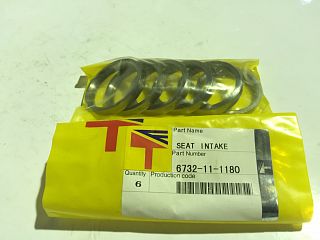 Part Name
SEAT INTAKE
Part Number
6732-11-1180
Quantity Production code
6